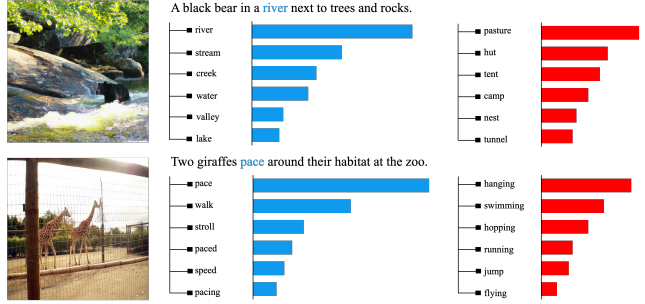 A black bear in a river next to trees and rocks.
river
stream
creek
water
valley
lake
pasture
hut
tent
camp
nest
tunnel
Two giraffes pace around their habitat at the zoo.
pace
walk
stroll
paced
speed
pacing
hanging
swimming
hopping
running
jump
flying